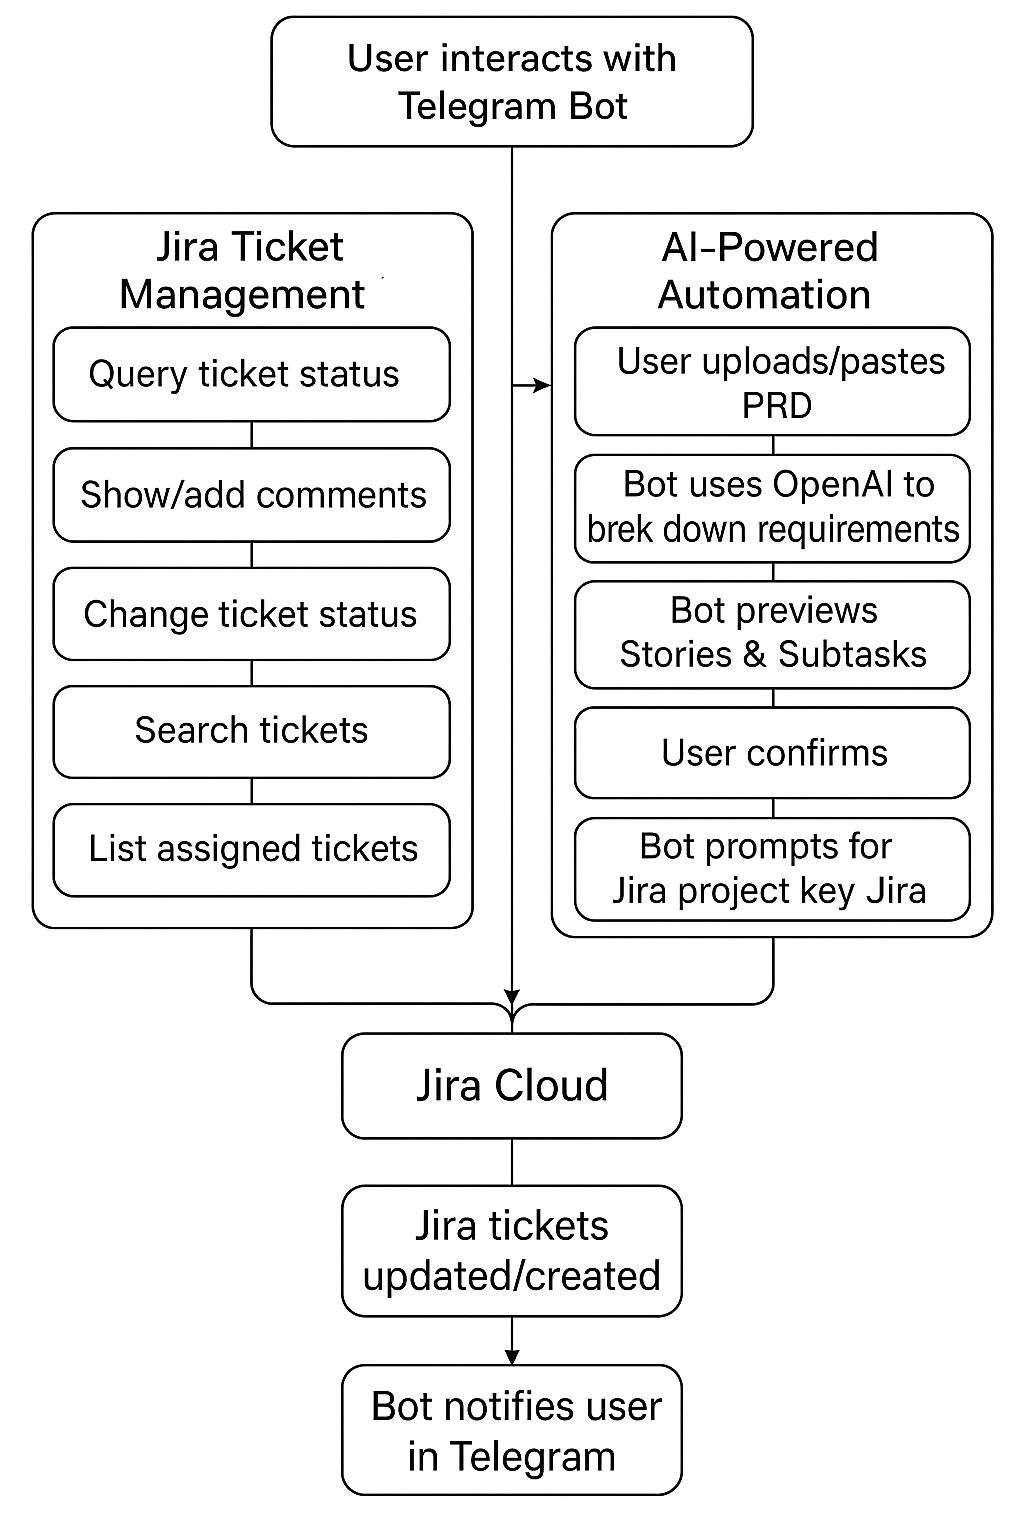 User interacts with
Telegram Bot
Jira Ticket
Management
Query ticket status
Show/add comments
Change ticket status
Search tickets
List assigned tickets
AI-Powered
Automation
User uploads/pastes
PRD
Bot uses OpenAI to
brek down requirements
Bot previews
Stories & Subtasks
User confirms
Bot prompts for
Jira project key Jira
Jira Cloud
Jira tickets
updated/created
Bot notifies user
in Telegram